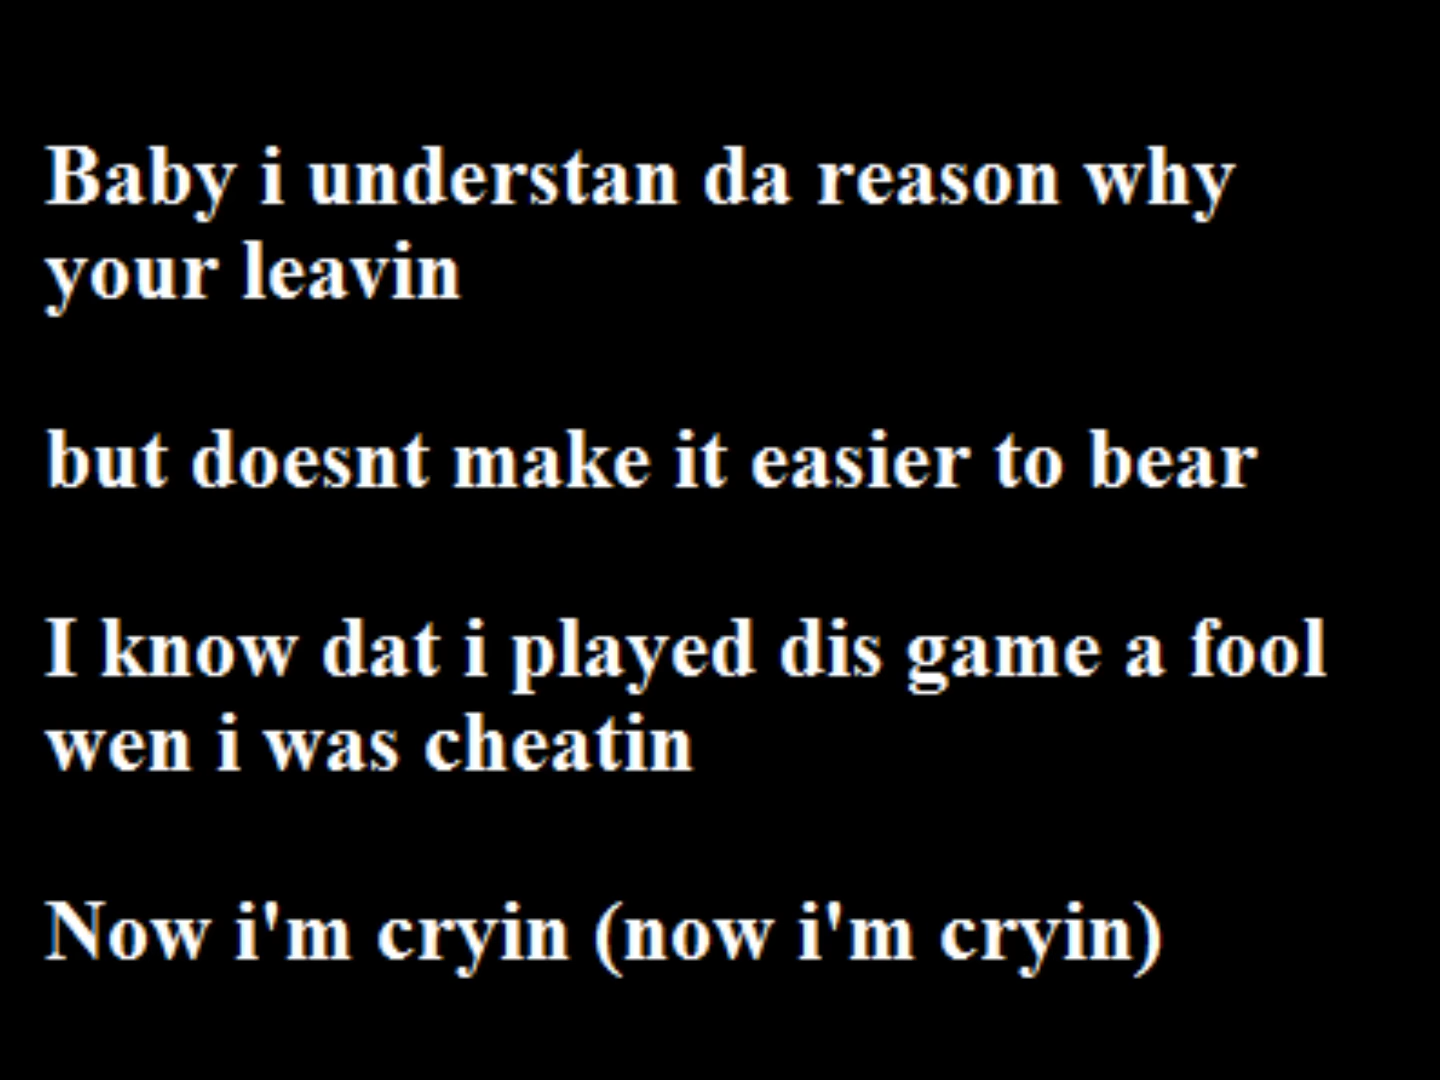 Baby i understan da reason why
your leavin
but doesnt make it easier to bear
I know dat i played dis game a fool
wen i was cheatin
Now i'm cryin (now i'm cryin)